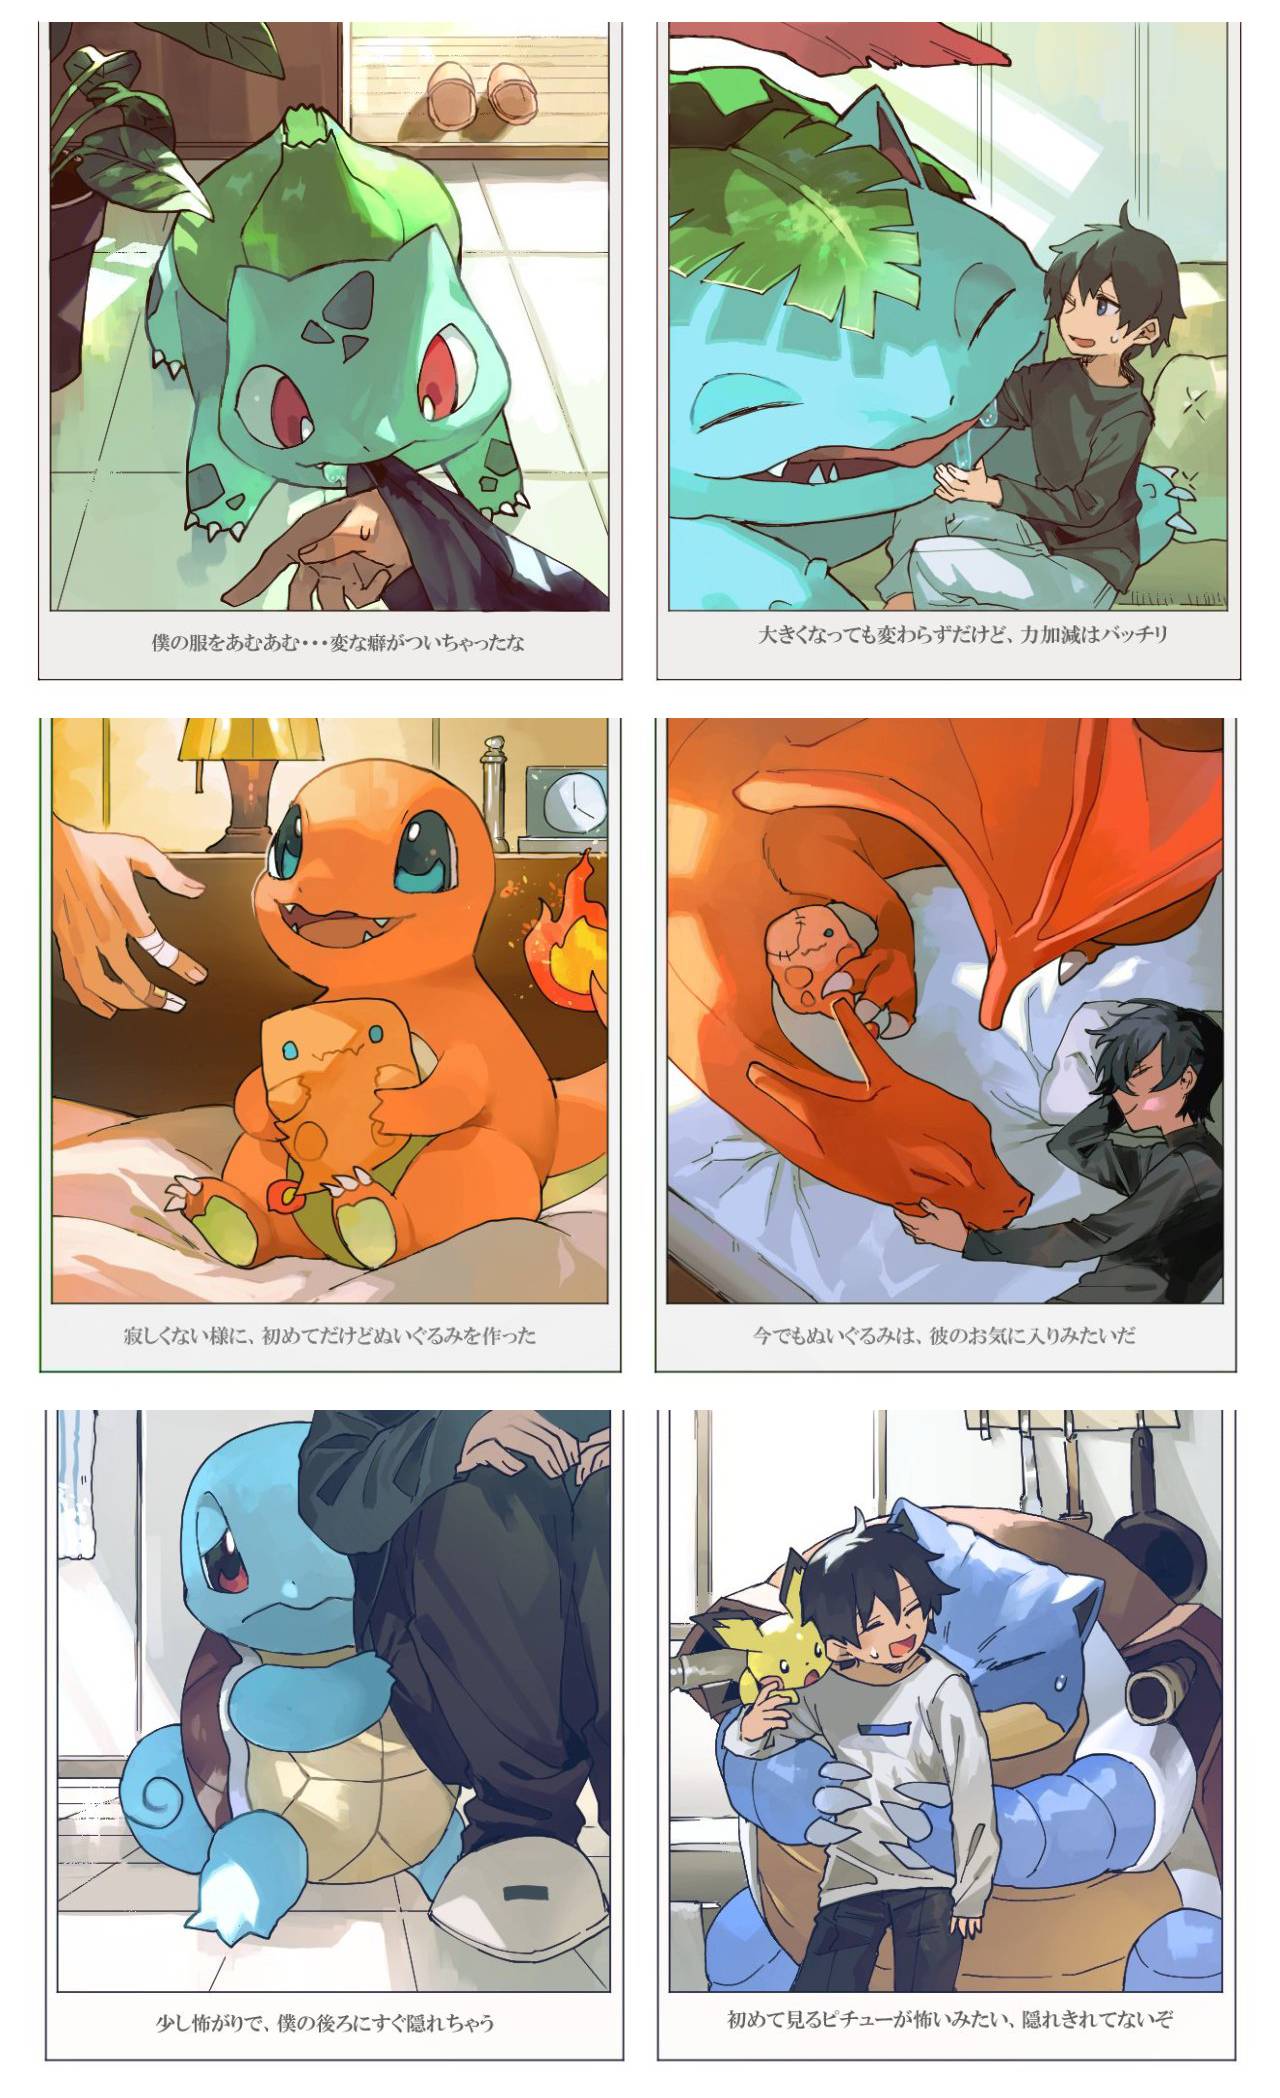 僕の服をあむあむ・・・変な癖がついちゃったな
大きくなっても変わらずだけど、力加減はバッチリ
寂しくない様に、初めてだけどぬいぐるみを作った
今でもぬいぐるみは、彼のお気に入りみたいだ
少し怖がりで、僕の後ろにすぐ隠れちゃう
初めて見るピチューが怖いみたい、隠れきれてないぞ